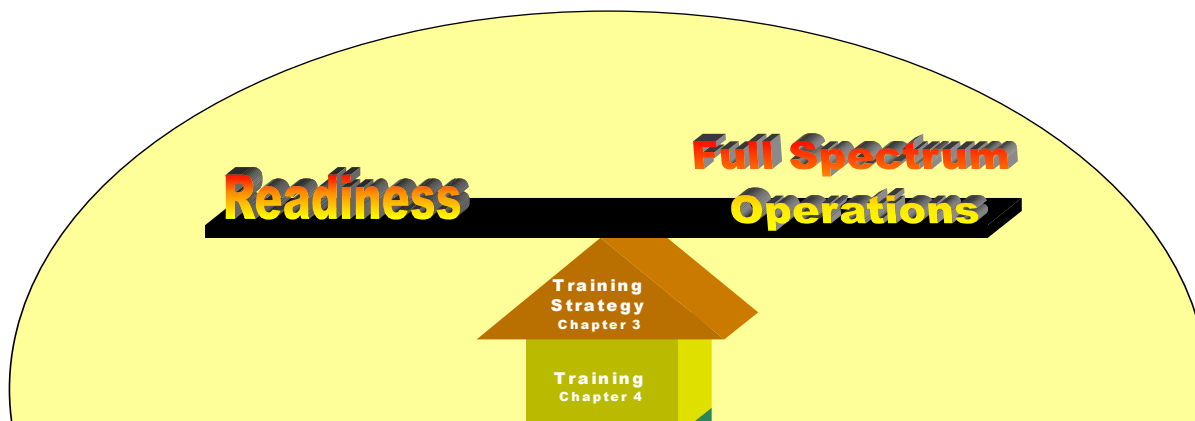 Full Spectrum
Readiness
Operations
Training
Strategy
Chapter 3
Training
Chapter 4